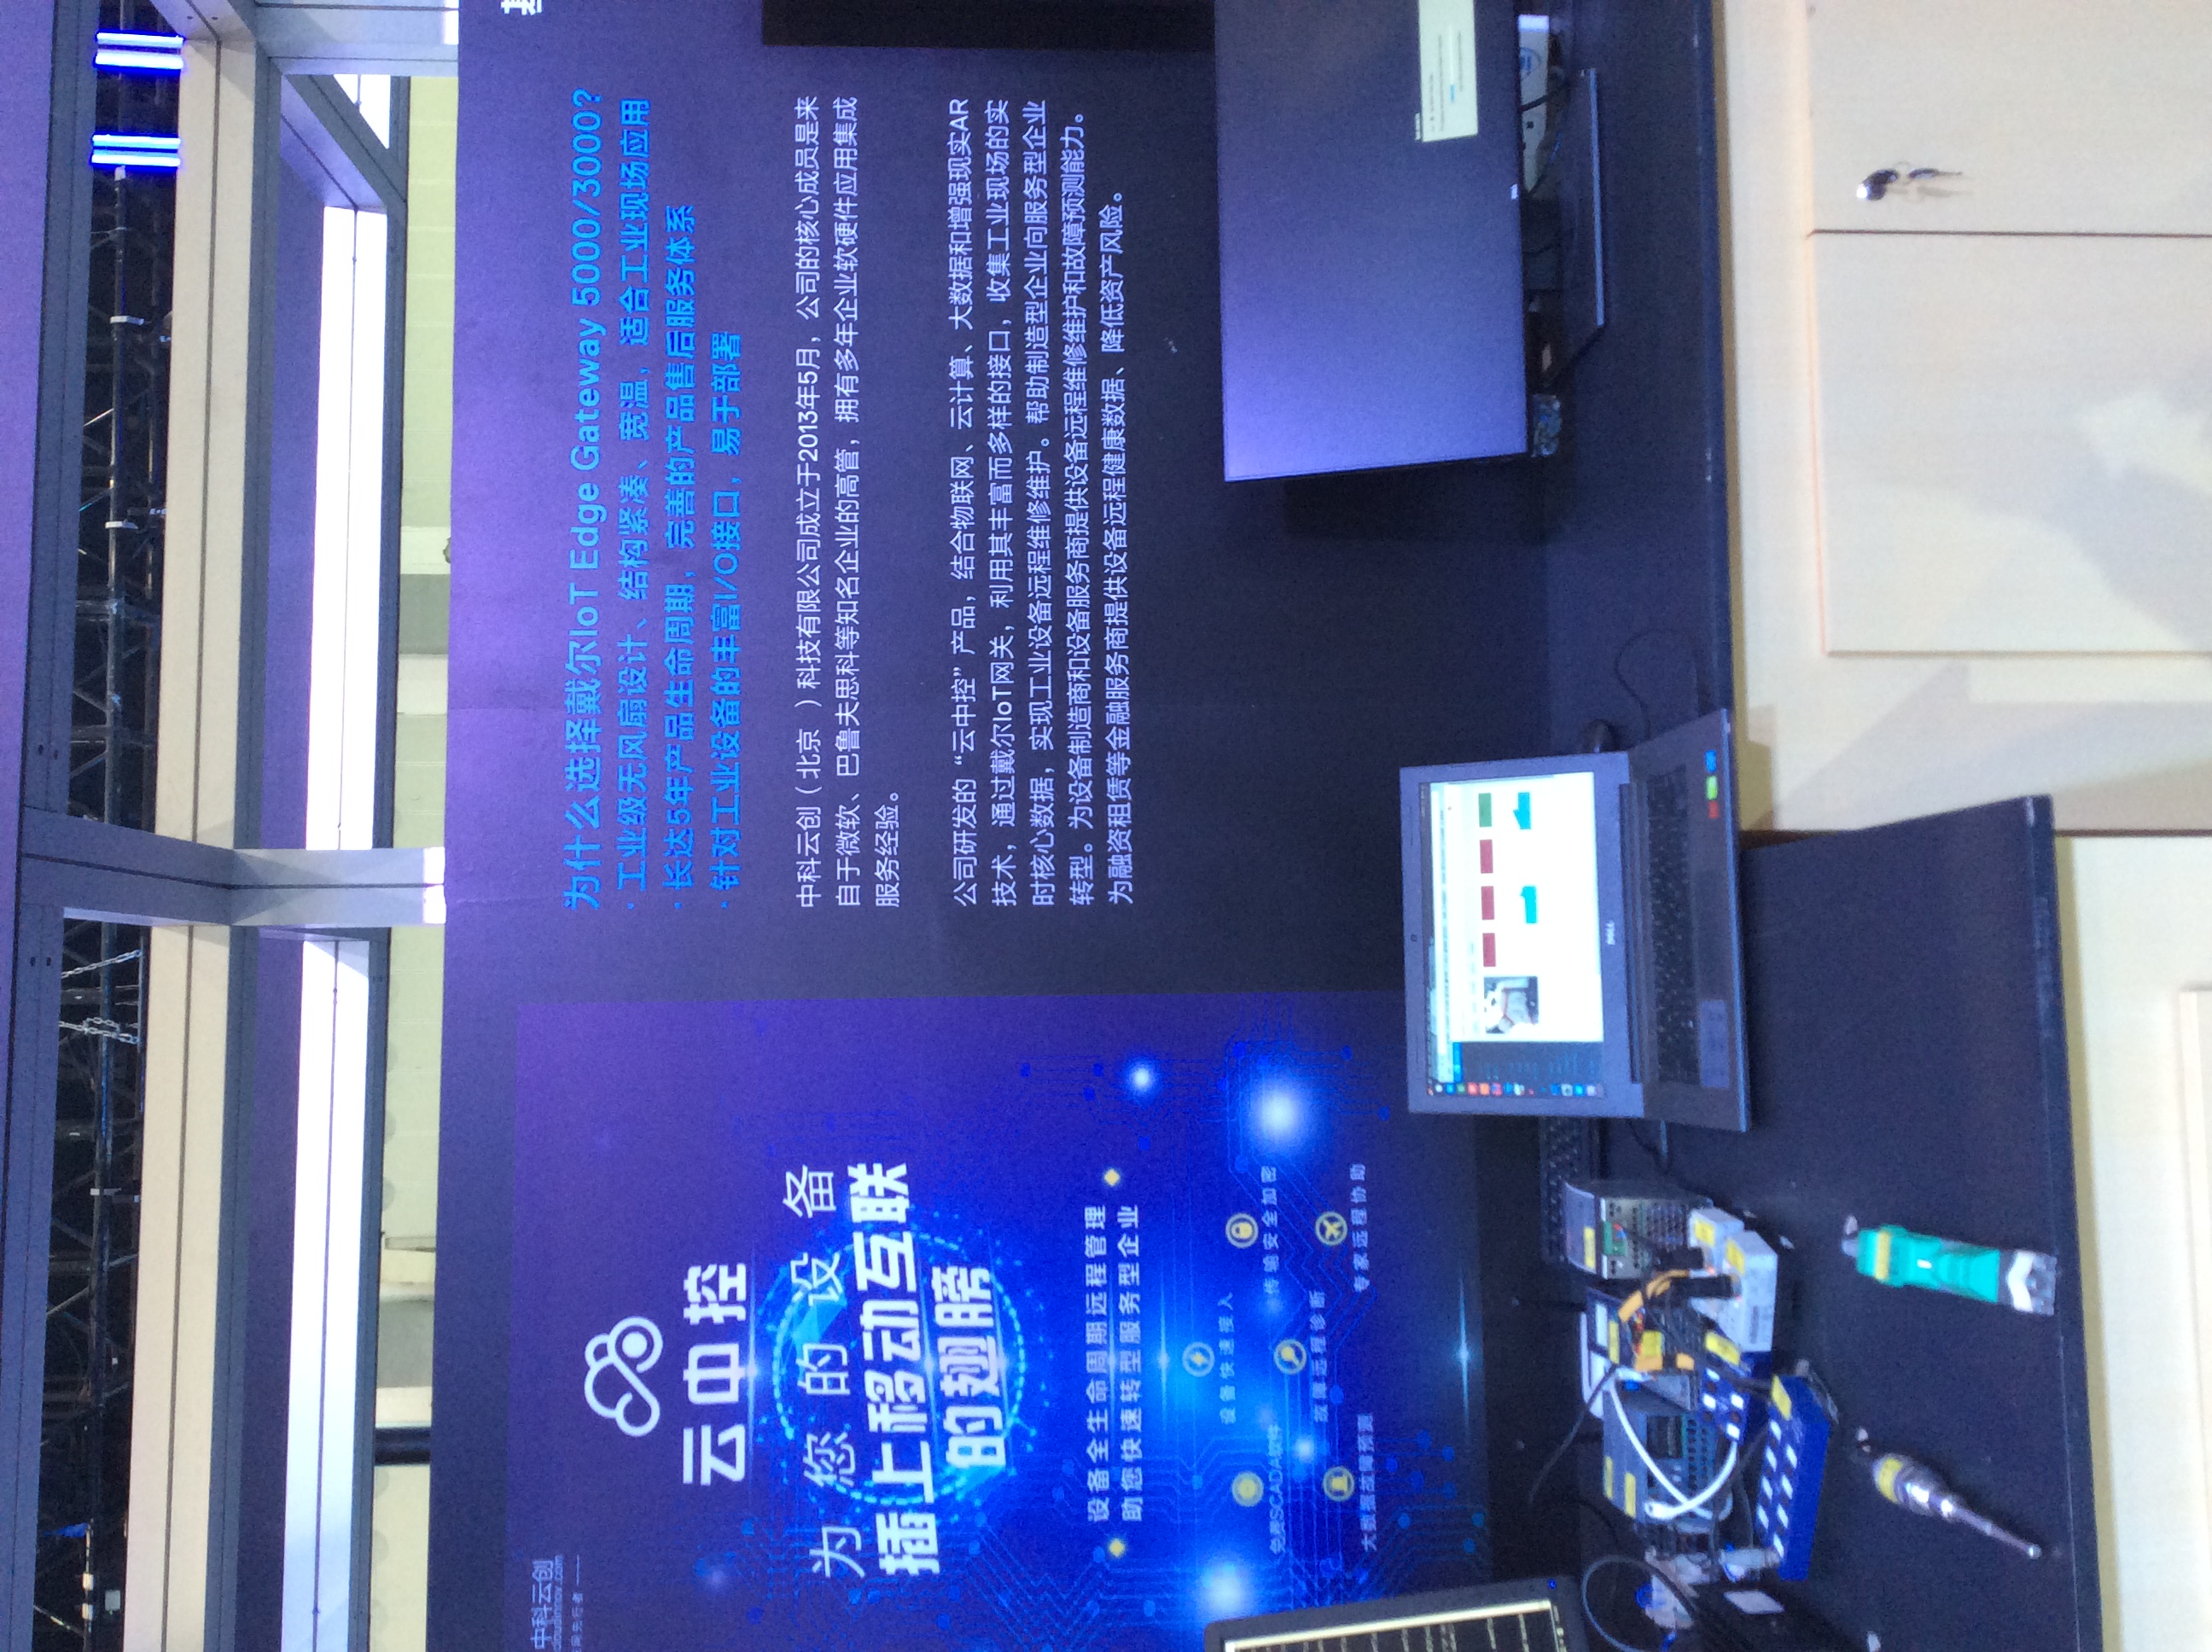 中科云创
cloudinnov.com
云中控
为您的设备
插上移动互联
的翅膀
设备全生命周期远程管理
助您快速转型服务型企业
设备快速接入
免费SCADA软件
传输安全加密
故障远程诊断
大数据故障预测
专家远程协助
为什么选择戴尔IoT Edge Gateway 5000/3000?
· 工业级无风扇设计、结构紧凑、宽温，适合工业现场应用
· 长达5年产品生命周期，完善的产品售后服务体系
· 针对工业设备的丰富I/O接口，易于部署
中科云创（北京 ）科技有限公司成立于2013年5月，公司的核心成员是来
自于微软、巴鲁夫思科等知名企业的高管，拥有多年企业软硬件应用集成
服务经验。
公司研发的“云中控”产品，结合物联网、云计算、大数据和增强现实AR
技术，通过戴尔IoT网关，利用其丰富而多样的接口，收集工业现场的实
时核心数据，实现工业设备远程维修维护。帮助制造型企业向服务型企业
转型。为设备制造商和设备服务商提供设备远程维修维护和故障预测能力。
为融资租赁等金融服务商提供设备远程健康数据、降低资产风险。
基
DELL